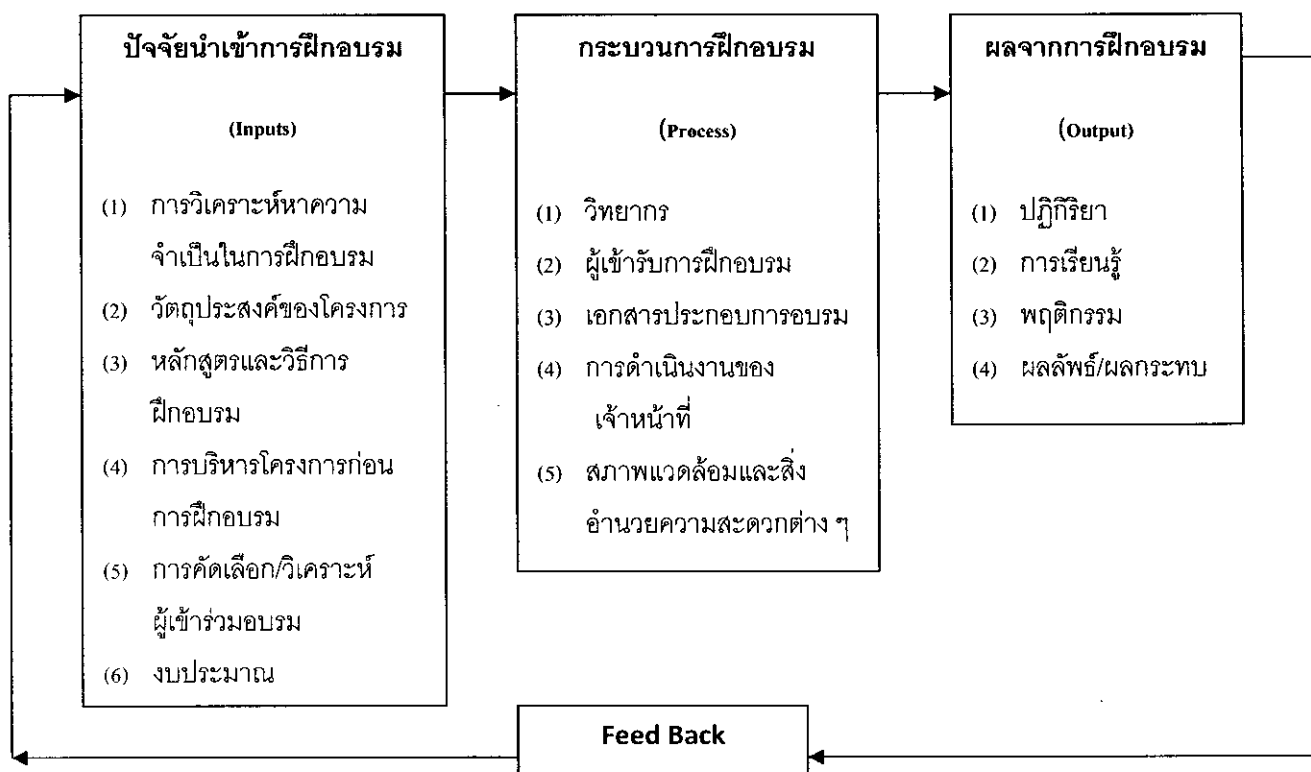 ปัจจัยนำเข้าการฝึกอบรม
(Inputs)
(1) การวิเคราะห์หาความ
จำเป็นในการฝึกอบรม
(2) วัตถุประสงค์ของโครงการ
(3) หลักสูตรและวิธีการ
ฝึกอบรม
(4) การบริหารโครงการก่อน
การฝึกอบรม
(5) การคัดเลือก/วิเคราะห์
ผู้เข้าร่วมอบรม
(6) งบประมาณ
กระบวนการฝึกอบรม
(Process)
(1) วิทยากร
(2) ผู้เข้ารับการฝึกอบรม
(3) เอกสารประกอบการอบรม
(4) การดำเนินงานของ
เจ้าหน้าที่
(5) สภาพแวดล้อมและสิ่ง
อำนวยความสะดวกต่าง ๆ
ผลจากการฝึกอบรม
(Output)
(1) ปฏิกิริยา
(2) การเรียนรู้
(3) พฤติกรรม
(4) ผลลัพธ์/ผลกระทบ
Feed Back